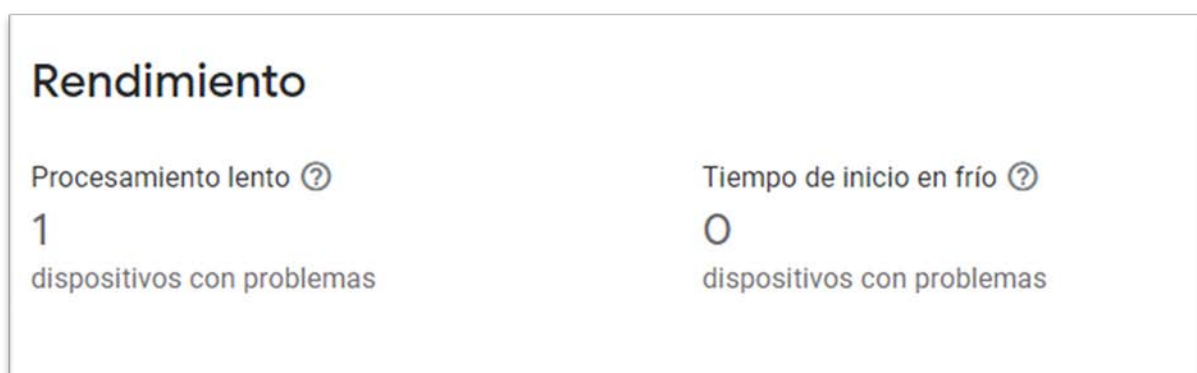 Rendimiento
Procesamiento lento
1
dispositivos con problemas
Tiempo de inicio en frío
0
dispositivos con problemas